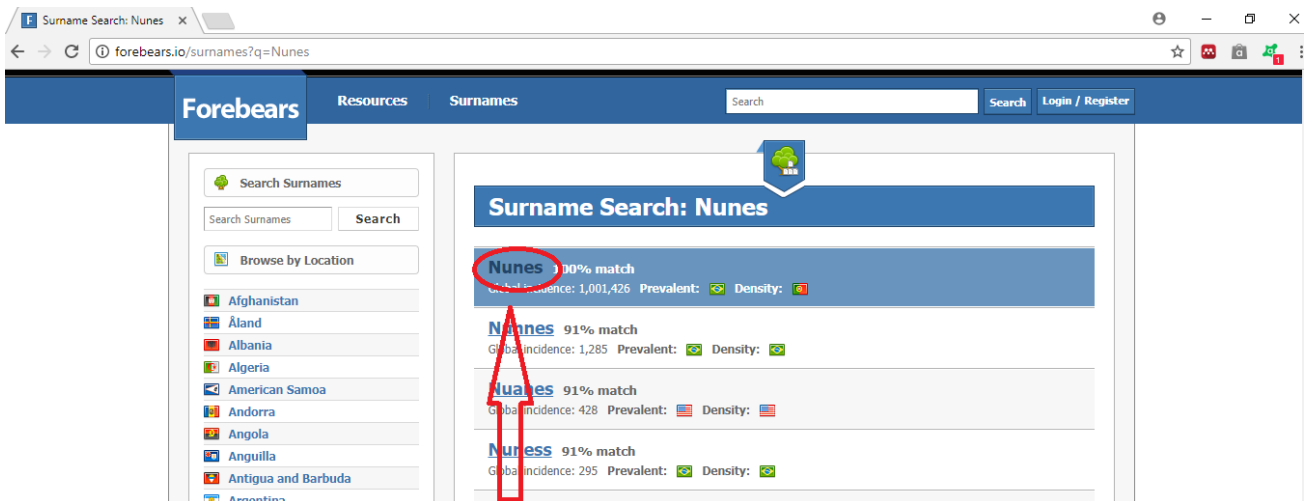 F Surname Search: Nunes
forebears.io/surnames?q=Nunes
1
Forebears Resources Surnames Search Search Login / Register
Search Surnames
Search Surnames Search
Browse by Location
Afghanistan
Åland
Albania
Algeria
American Samoa
Andorra
Angola
Anguilla
Antigua and Barbuda
Argentina
Surname Search: Nunes
Nunes 100% match
Global incidence: 1,001,426 Prevalent: Density:
Nunnes 91% match
Global incidence: 1,285 Prevalent: Density:
Nuanes 91% match
Global incidence: 428 Prevalent: Density:
Nuness 91% match
Global incidence: 295 Prevalent: Density: